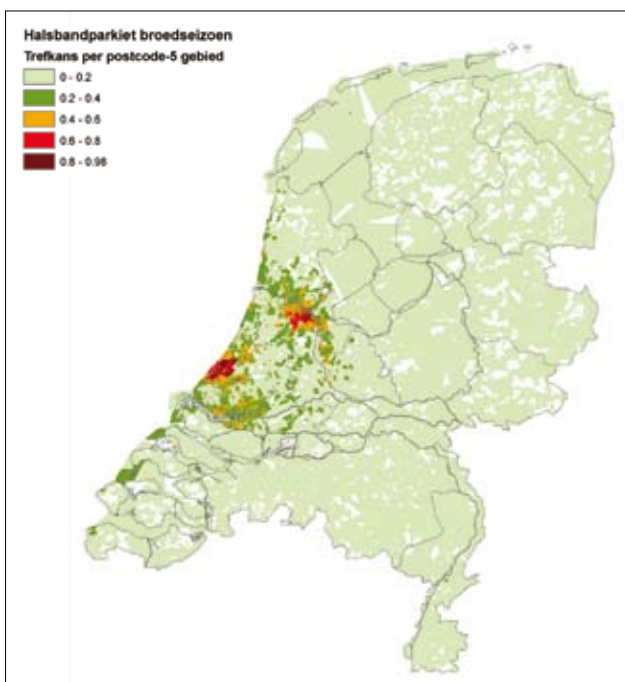 Halsbandparkiet broedseizoen
Trefkans per postcode-5 gebied
0 - 0.2
0.2 - 0.4
0.4 - 0.6
0.6 - 0.8
0.8 - 0.98